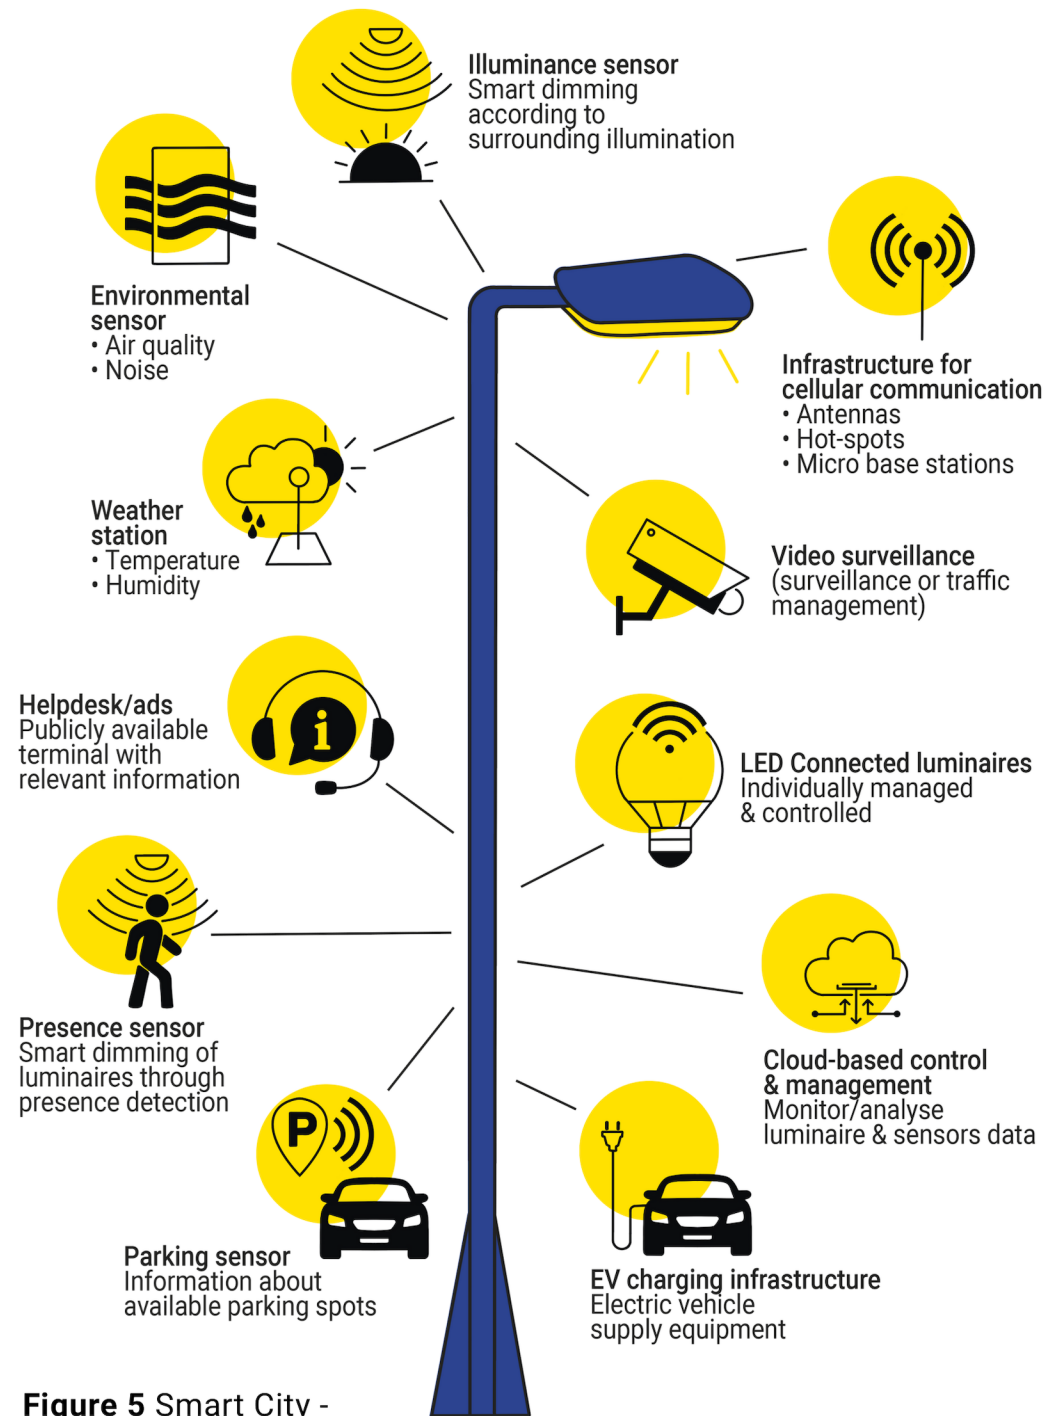 Illuminance sensor
Smart dimming
according to
surrounding illumination
Environmental
sensor
• Air quality
• Noise
Infrastructure for
cellular communication
• Antennas
• Hot-spots
• Micro base stations
Weather
station
• Temperature
• Humidity
Video surveillance
(surveillance or traffic
management)
Helpdesk/ads
Publicly available
terminal with
relevant information
i
LED Connected luminaires
Individually managed
& controlled
Presence sensor
Smart dimming of
luminaires through
presence detection
Cloud-based control
& management
Monitor/analyse
luminaire & sensors data
P
Parking sensor
Information about
available parking spots
EV charging infrastructure
Electric vehicle
supply equipment
Figure 5 Smart City -